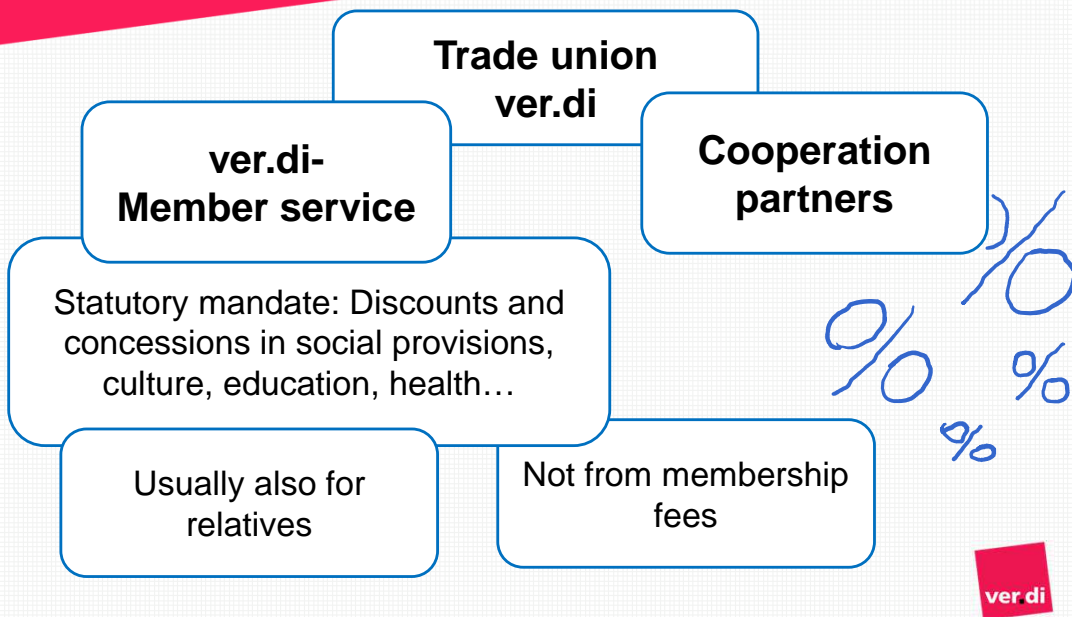 Trade union
ver.di
ver.di-
Member service
Cooperation
partners
Statutory mandate: Discounts and
concessions in social provisions,
culture, education, health…
Usually also for
relatives
Not from membership
fees
%
%
%
%
ver.di